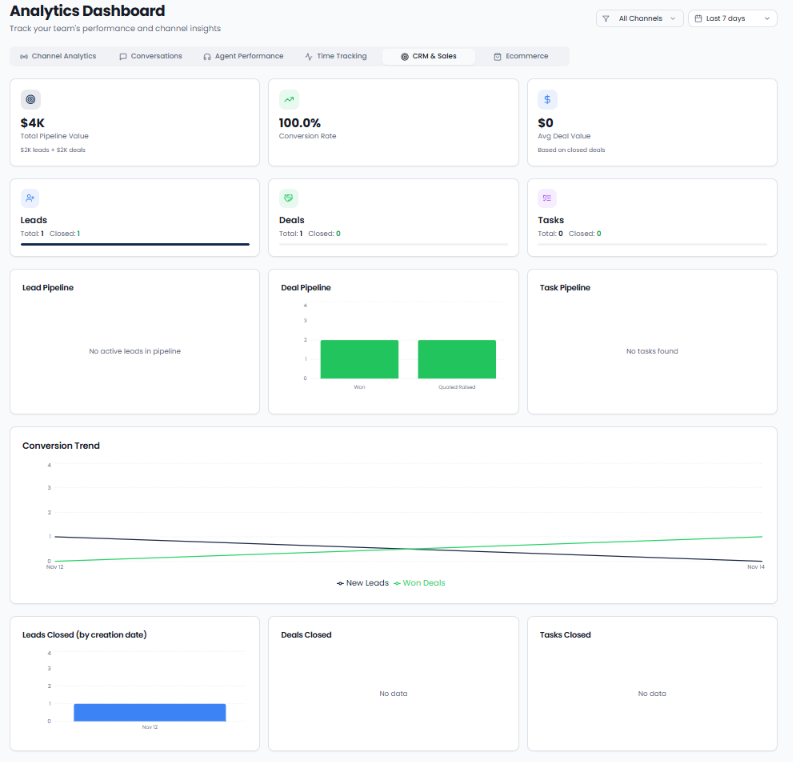 Analytics Dashboard
Track your team's performance and channel insights
All Channels
Last 7 days
Channel Analytics
Conversations
Agent Performance
Time Tracking
CRM & Sales
Ecommerce
$4K
Total Pipeline Value
$2K leads + $2K deals
100.0%
Conversion Rate
$0
Avg Deal Value
Based on closed deals
Leads
Total: 1 Closed: 1
Deals
Total: 1 Closed: 0
Tasks
Total: 0 Closed: 0
Lead Pipeline
No active leads in pipeline
Deal Pipeline
4
3
2
1
0
Won
Quoted Raised
Task Pipeline
No tasks found
Conversion Trend
4
3
2
1
0
Nov 12
Nov 14
New Leads
Won Deals
Leads Closed (by creation date)
4
3
2
1
0
Nov 12
Deals Closed
No data
Tasks Closed
No data